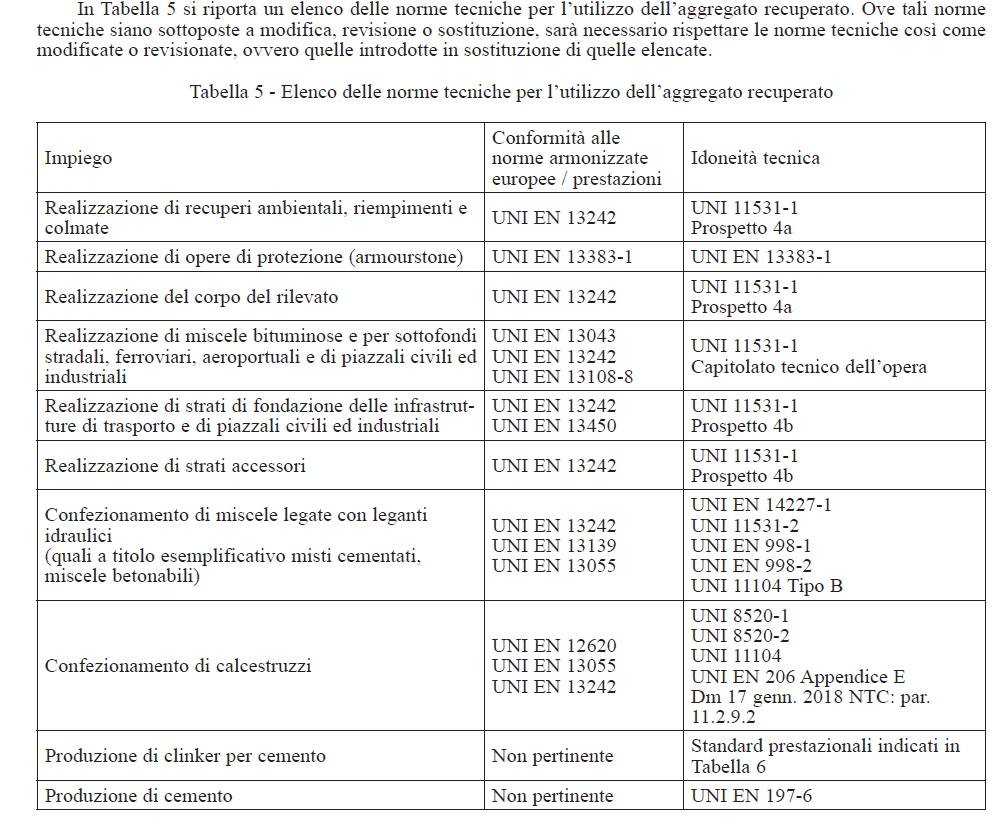 In Tabella 5 si riporta un elenco delle norme tecniche per l’utilizzo dell’aggregato recuperato. Ove tali norme
tecniche siano sottoposte a modifica, revisione o sostituzione, sarà necessario rispettare le norme tecniche così come
modificate o revisionate, ovvero quelle introdotte in sostituzione di quelle elencate.
Tabella 5 - Elenco delle norme tecniche per l’utilizzo dell’aggregato recuperato
Impiego
Conformità alle
norme armonizzate
europee / prestazioni
Idoneità tecnica
Realizzazione di recuperi ambientali, riempimenti e
colmate
UNI EN 13242
UNI 11531-1
Prospetto 4a
Realizzazione di opere di protezione (armourstone)
UNI EN 13383-1
UNI EN 13383-1
Realizzazione del corpo del rilevato
UNI EN 13242
UNI 11531-1
Prospetto 4a
Realizzazione di miscele bituminose e per sottofondi
stradali, ferroviari, aeroportuali e di piazzali civili ed
industriali
UNI EN 13043
UNI EN 13242
UNI EN 13108-8
UNI 11531-1
Capitolato tecnico dell’opera
Realizzazione di strati di fondazione delle infrastrut-
ture di trasporto e di piazzali civili ed industriali
UNI EN 13242
UNI EN 13450
UNI 11531-1
Prospetto 4b
Realizzazione di strati accessori
UNI EN 13242
UNI 11531-1
Prospetto 4b
Confezionamento di miscele legate con leganti
idraulici
(quali a titolo esemplificativo misti cementati,
miscele betonabili)
UNI EN 13242
UNI EN 13139
UNI EN 13055
UNI EN 14227-1
UNI 11531-2
UNI EN 998-1
UNI EN 998-2
UNI 11104 Tipo B
Confezionamento di calcestruzzi
UNI EN 12620
UNI EN 13055
UNI EN 13242
UNI 8520-1
UNI 8520-2
UNI 11104
UNI EN 206 Appendice E
Dm 17 genn. 2018 NTC: par.
11.2.9.2
Produzione di clinker per cemento
Non pertinente
Standard prestazionali indicati in
Tabella 6
Produzione di cemento
Non pertinente
UNI EN 197-6